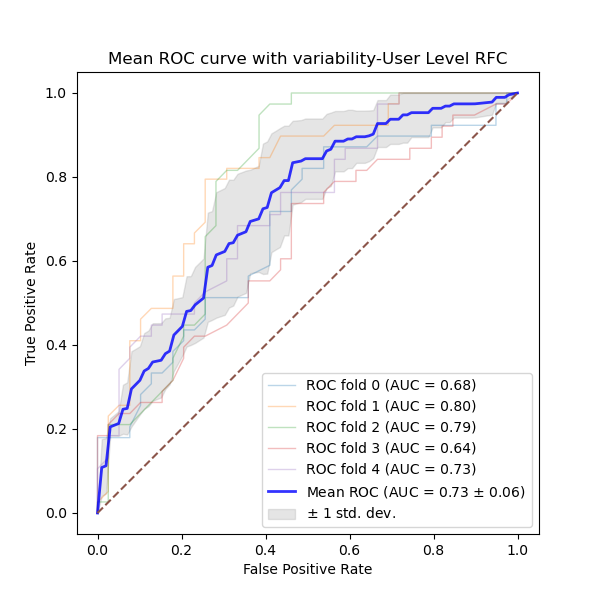 Mean ROC curve with variability-User Level RFC
True Positive Rate
1.0
0.8
0.6
0.4
0.2
0.0
ROC fold 0 (AUC = 0.68)
ROC fold 1 (AUC = 0.80)
ROC fold 2 (AUC = 0.79)
ROC fold 3 (AUC = 0.64)
ROC fold 4 (AUC = 0.73)
Mean ROC (AUC = 0.73 ± 0.06)
± 1 std. dev.
0.0 0.2 0.4 0.6 0.8 1.0
False Positive Rate